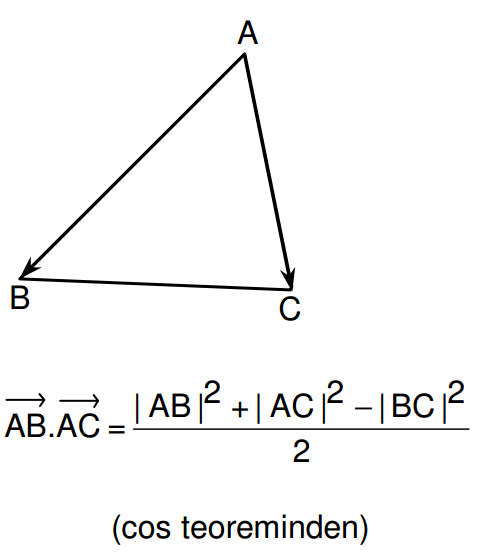 A
B
C
AB.AC = (|AB|² + |AC|² – |BC|²) / 2
(cos teoreminden)